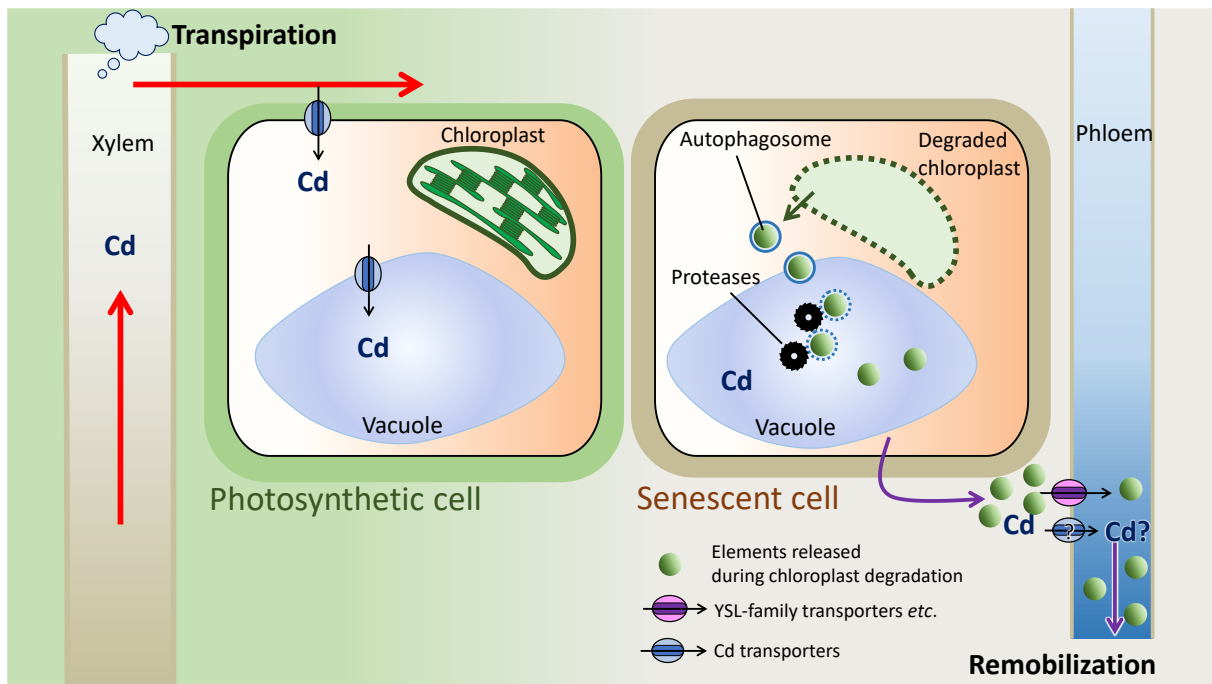 Transpiration
Xylem
Cd
Cd
Chloroplast
Cd
Vacuole
Photosynthetic cell
Autophagosome
Degraded
chloroplast
Proteases
Cd
Vacuole
Senescent cell
Phloem
Cd
?
Cd?
Elements released
during chloroplast degradation
YSL-family transporters etc.
Cd transporters
Remobilization